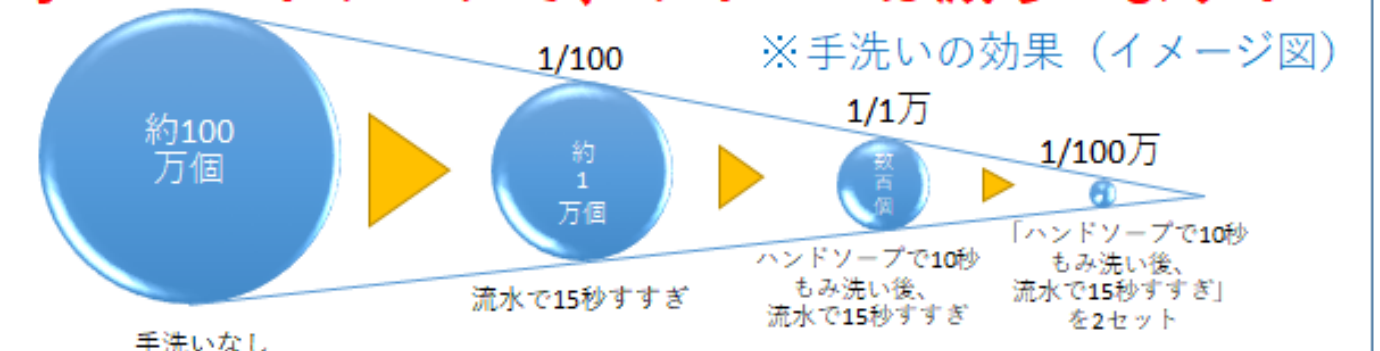 ※手洗いの効果（イメージ図）
約100
万個
手洗いなし
1/100
約
1
万個
流水で15秒すすぎ
1/1万
数
百
個
ハンドソープで10秒
もみ洗い後、
流水で15秒すすぎ
1/100万
「ハンドソープで10秒
もみ洗い後、
流水で15秒すすぎ」
を2セット